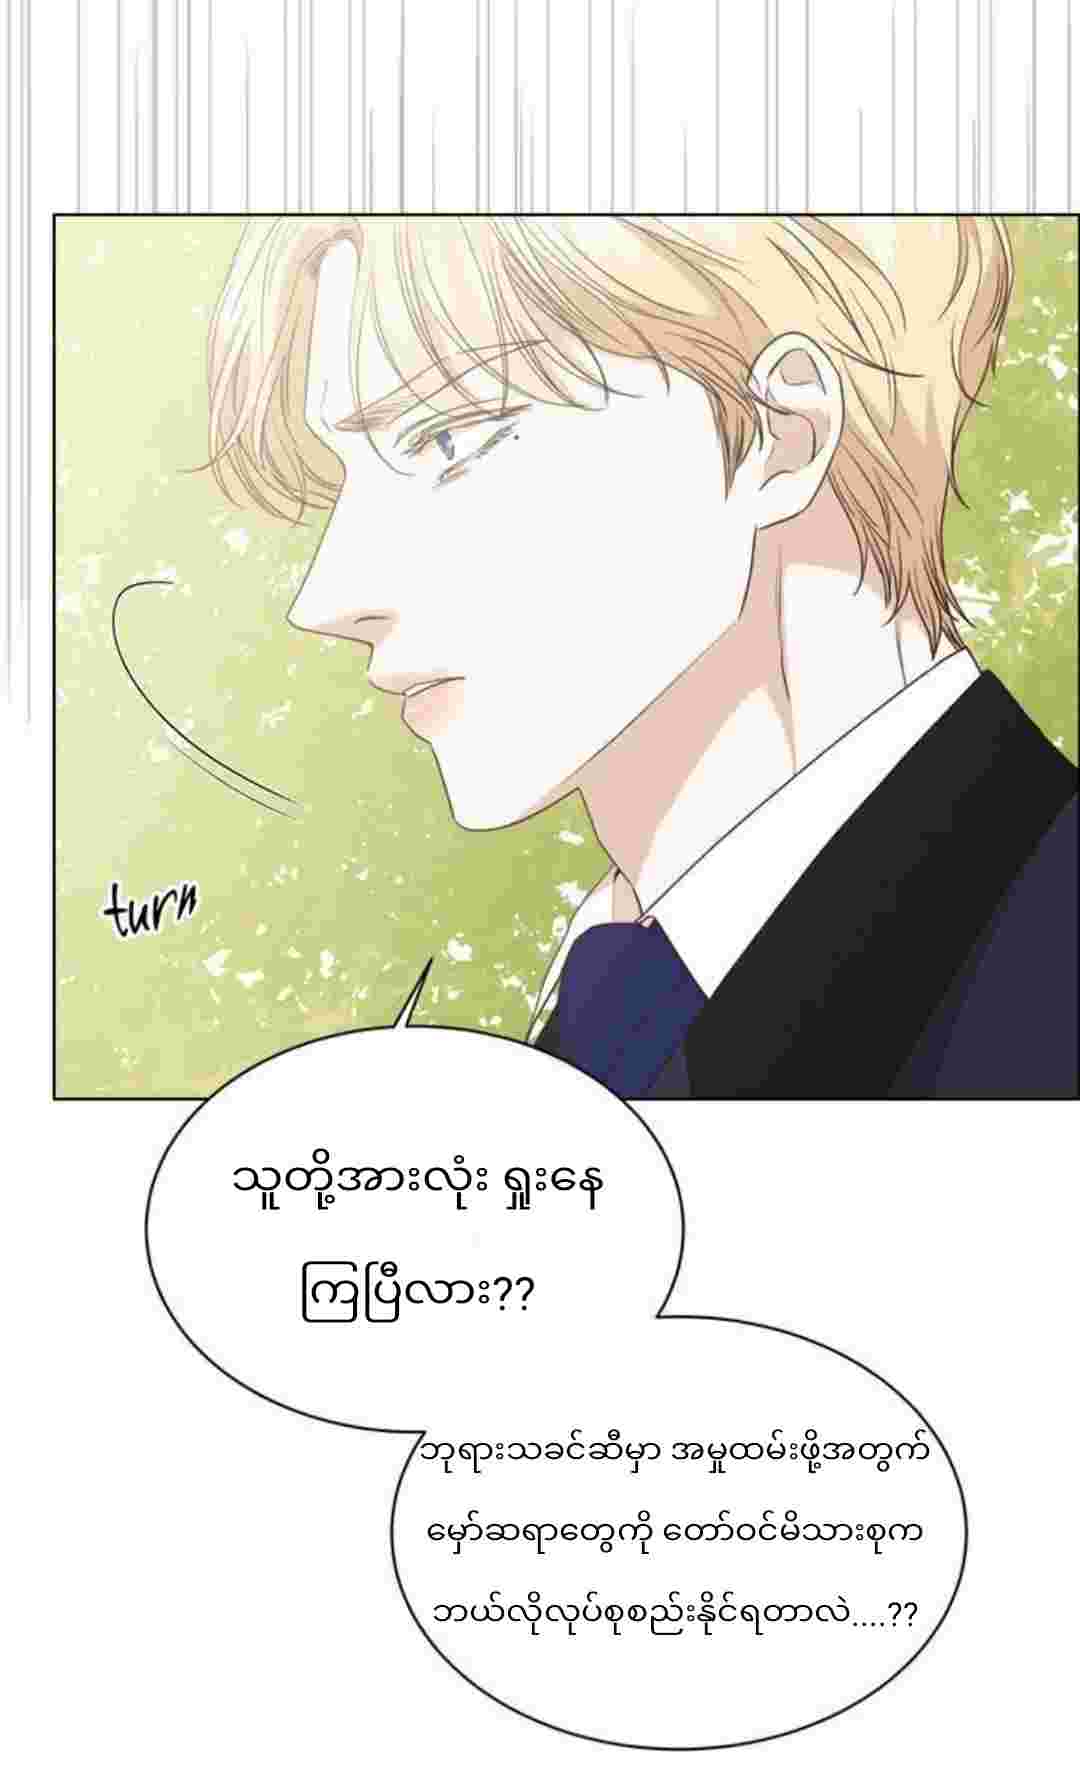 turn
သူတို့အားလုံး ရှူးနေ
ကြပြီလား??
ဘုရားသခင်ဆီမှာ အမှုထမ်းဖို့အတွက်
မှော်ဆရာတွေကို တော်ဝင်မိသားစုက
ဘယ်လိုလုပ်စုစည်းနိုင်ရတာလဲ....??